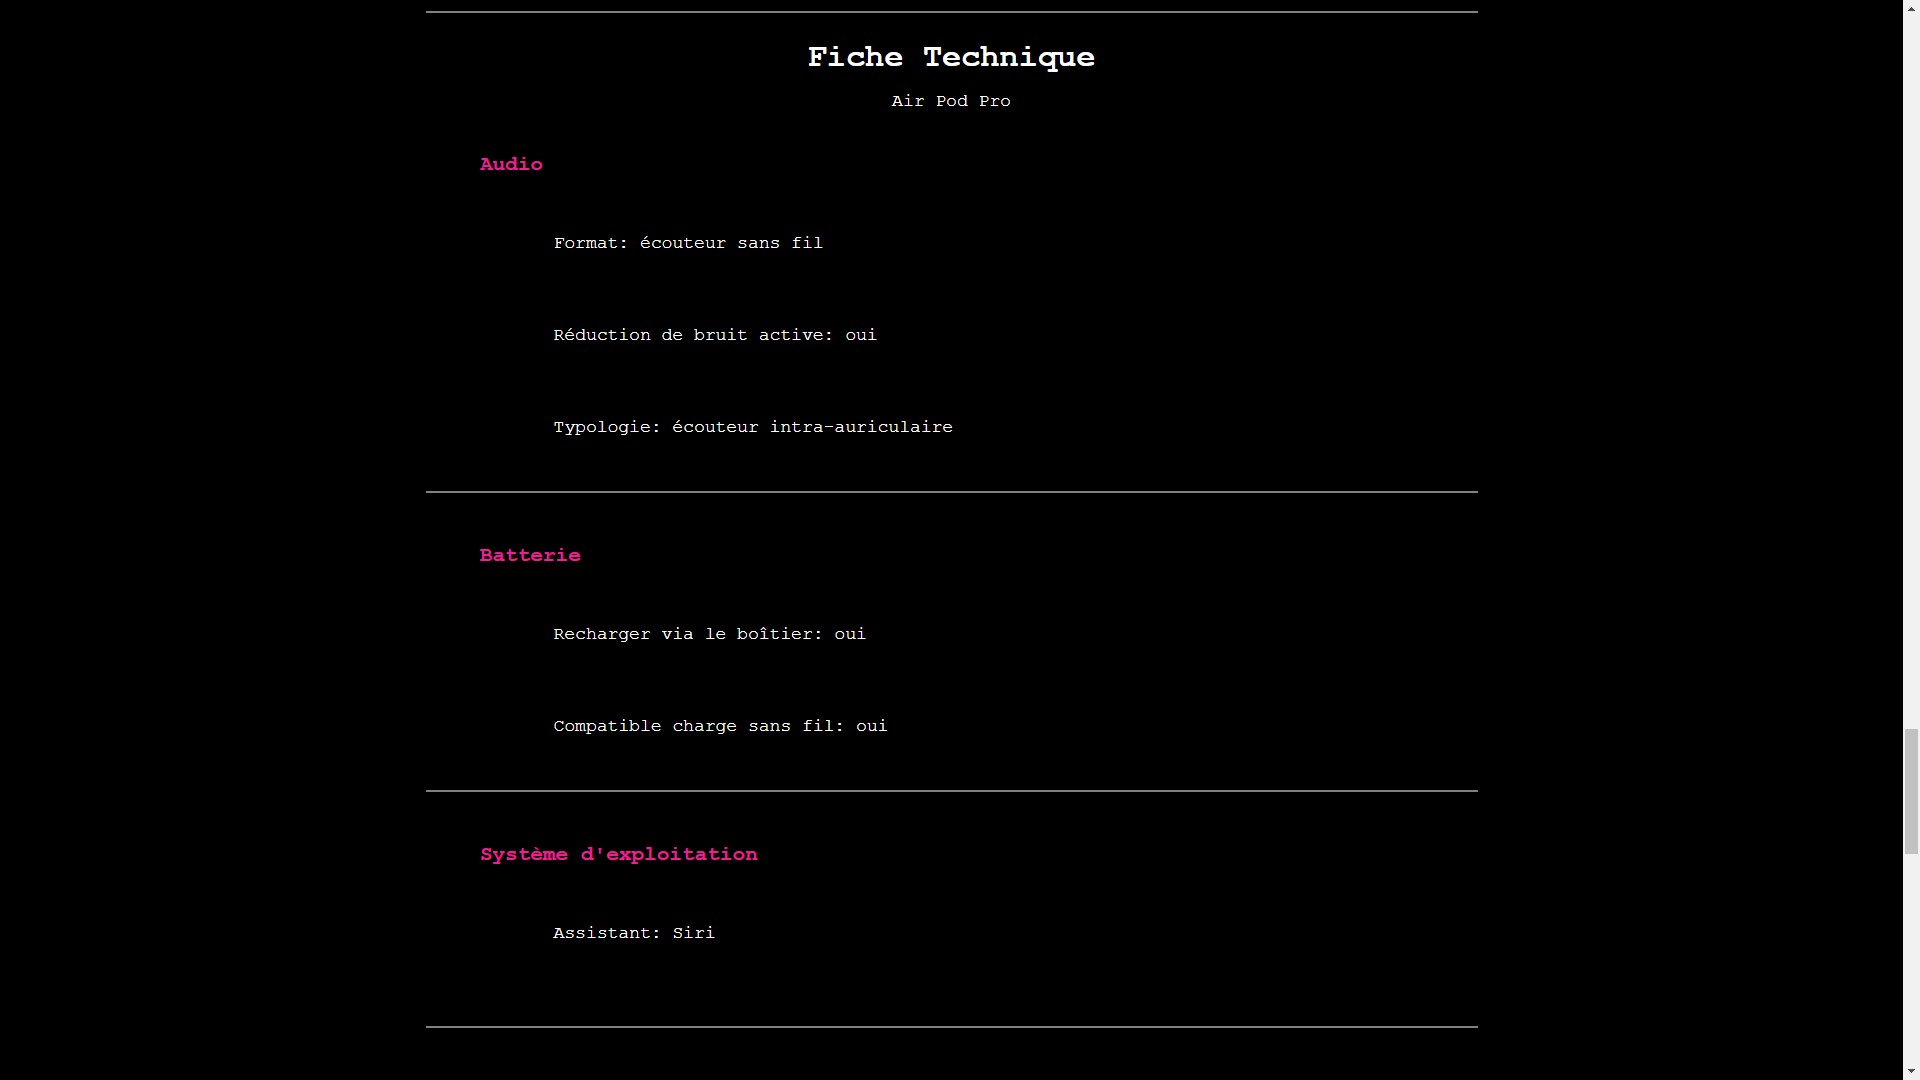 Fiche Technique
Air Pod Pro
Audio
Format: écouteur sans fil
Réduction de bruit active: oui
Typologie: écouteur intra-auriculaire
Batterie
Recharger via le boîtier: oui
Compatible charge sans fil: oui
Système d'exploitation
Assistant: Siri